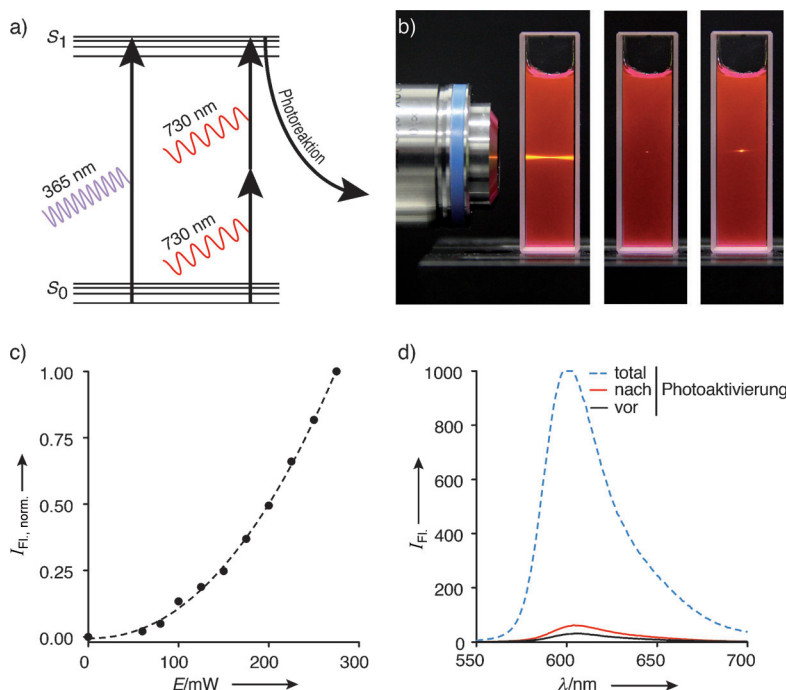 a)
S1
365 nm
730 nm
730 nm
Photoreaktion
S0
b)
c)
1.00
0.75
0.50
0.25
0.00
0
100
200
300
IFl., norm.
E/mW
d)
total
nach
vor
Photoaktivierung
1000
800
600
400
200
0
550
600
650
700
IFl.
λ/nm